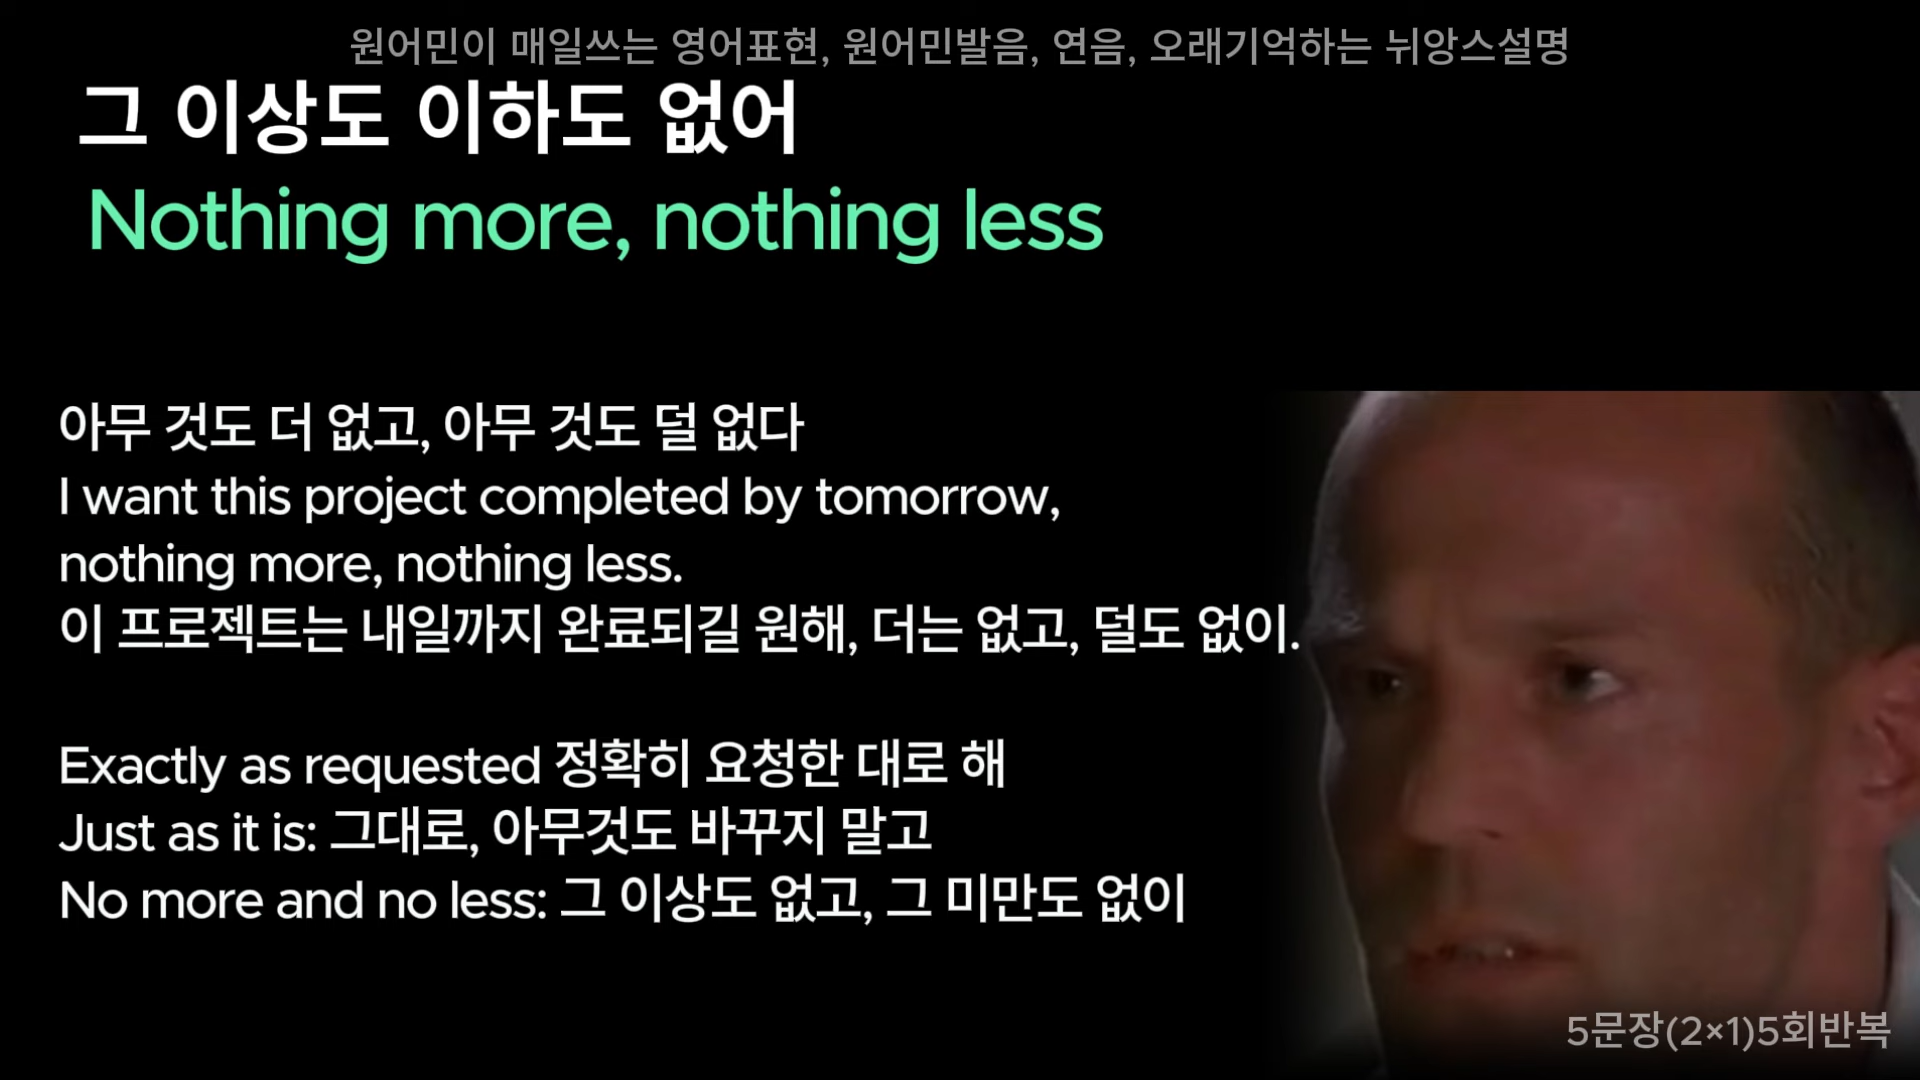 원어민이 매일쓰는 영어표현, 원어민발음, 연음, 오래기억하는 뉘앙스설명
그 이상도 이하도 없어
Nothing more, nothing less
아무 것도 더 없고, 아무 것도 덜 없다
I want this project completed by tomorrow,
nothing more, nothing less.
이 프로젝트는 내일까지 완료되길 원해, 더는 없고, 덜도 없이.
Exactly as requested 정확히 요청한 대로 해
Just as it is: 그대로, 아무것도 바꾸지 말고
No more and no less: 그 이상도 없고, 그 미만도 없이
5문장(2×1)5회반복